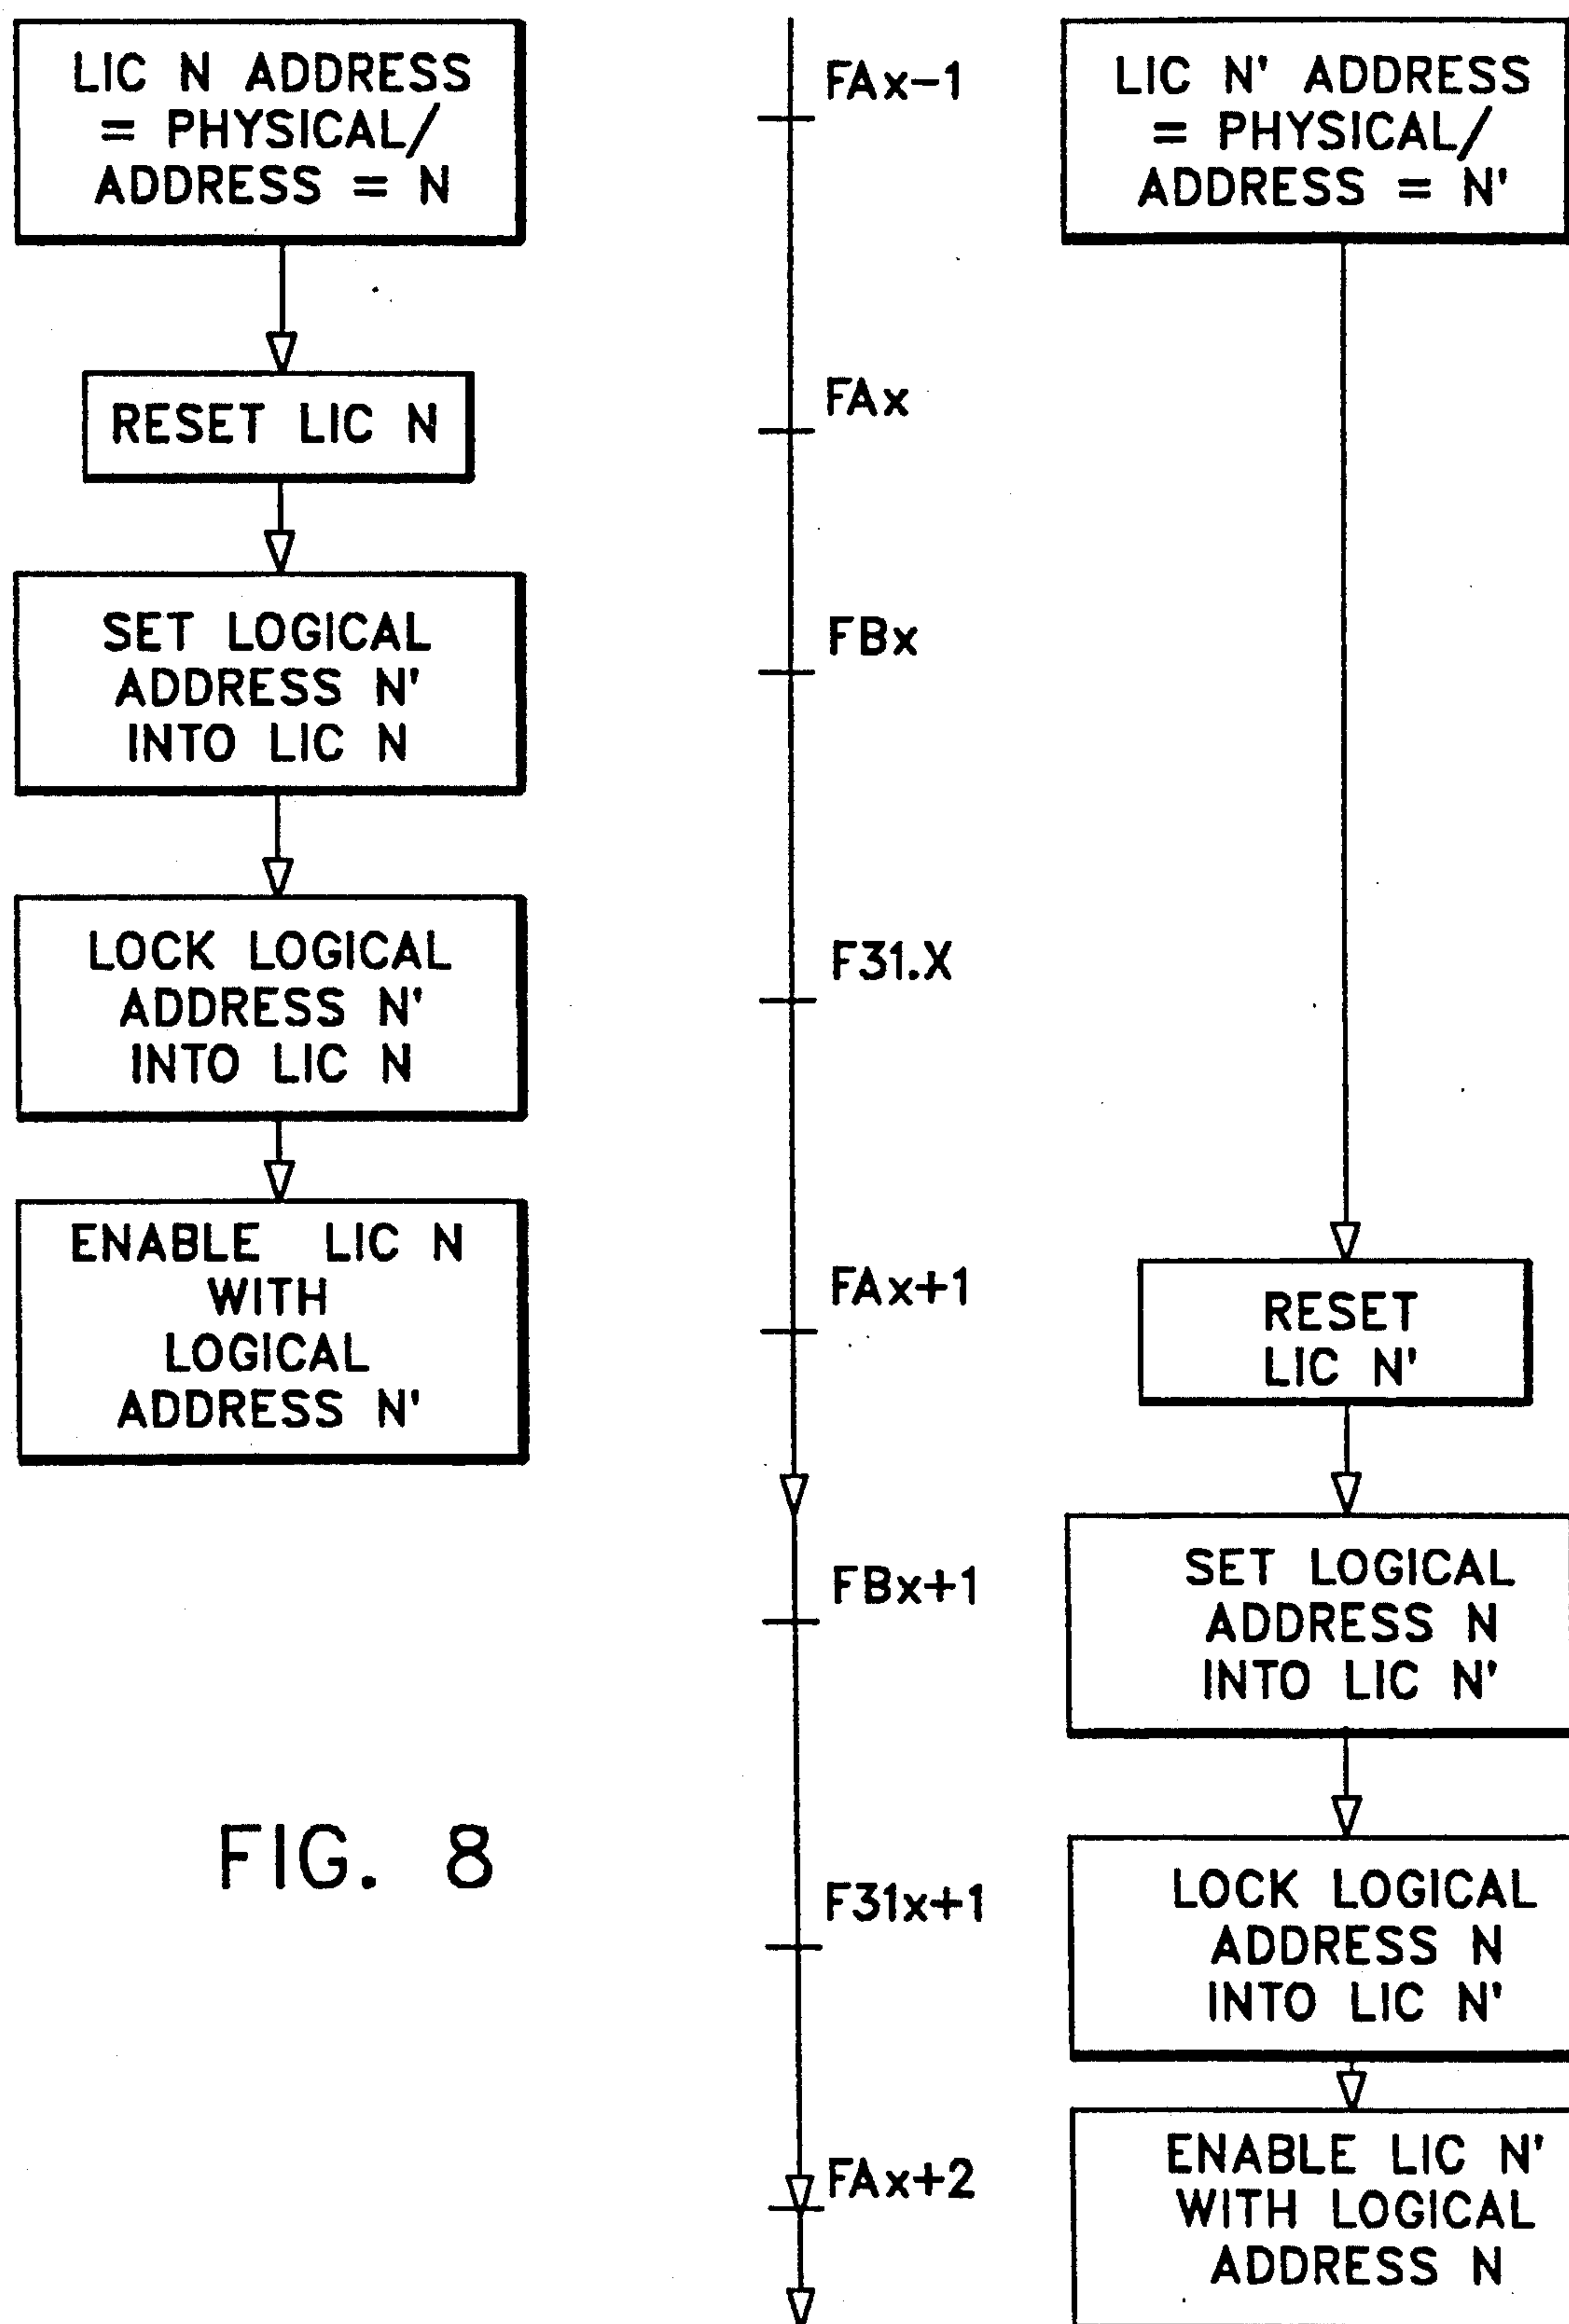 LIC N ADDRESS
= PHYSICAL/
ADDRESS = N
RESET LIC N
SET LOGICAL
ADDRESS N'
INTO LIC N
LOCK LOGICAL
ADDRESS N'
INTO LIC N
ENABLE LIC N
WITH
LOGICAL
ADDRESS N'
FIG. 8
FAx-1
FAx
FBx
F31.X
FAx+1
FBx+1
F31x+1
FAx+2
LIC N' ADDRESS
= PHYSICAL/
ADDRESS = N'
RESET
LIC N'
SET LOGICAL
ADDRESS N
INTO LIC N'
LOCK LOGICAL
ADDRESS N
INTO LIC N'
ENABLE LIC N'
WITH LOGICAL
ADDRESS N